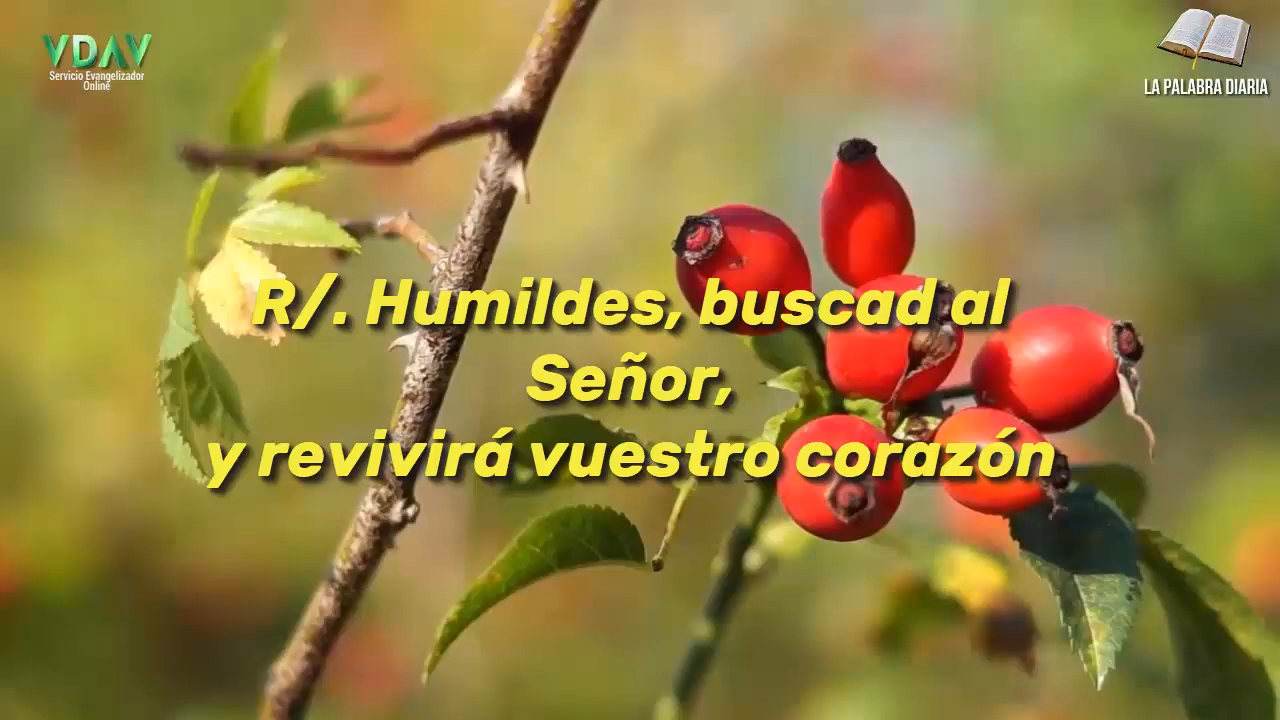 VDAV
Servicio Evangelizador
Online
LA PALABRA DIARIA
R/. Humildes, buscad al
Señor,
y revivirá vuestro corazón